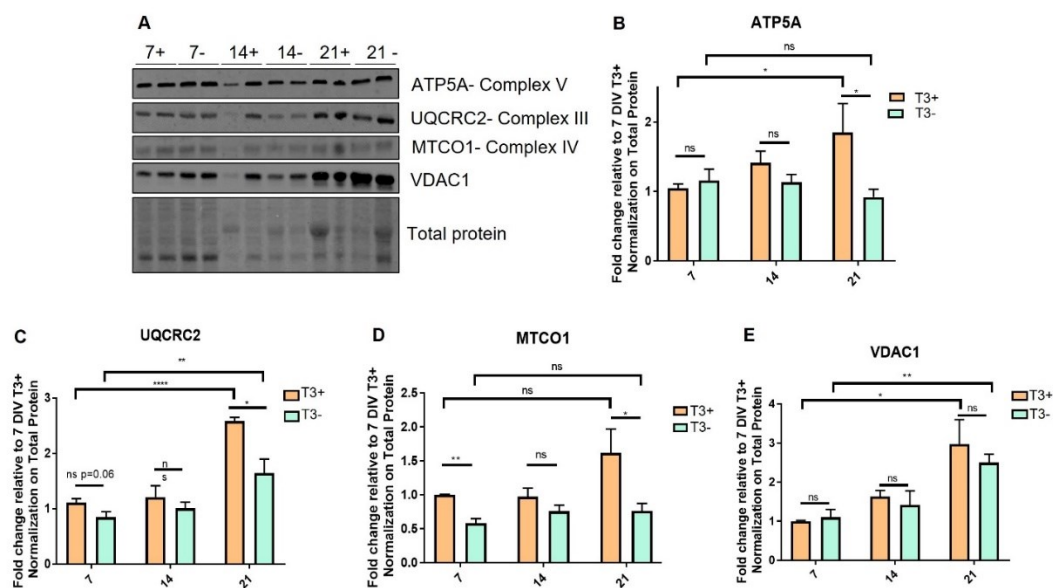 A
7+ 7- 14+ 14- 21+ 21 -
ATP5A- Complex V
UQCRC2- Complex III
MTCO1- Complex IV
VDAC1
Total protein
B
ATP5A
Fold change relative to 7 DIV T3+
Normalization on Total Protein
ns
*
T3+
T3-
*
ns
ns
2
1
0
7
14
21
C
UQCRC2
Fold change relative to 7 DIV T3+
Normalization on Total Protein
**
****
T3+
T3-
*
ns p=0.06
n
s
3
2
1
0
7
14
21
D
MTCO1
Fold change relative to 7 DIV T3+
Normalization on Total Protein
ns
ns
T3+
T3-
*
**
ns
2.5
2.0
1.5
1.0
0.5
0.0
7
14
21
E
VDAC1
Fold change relative to 7 DIV T3+
Normalization on Total Protein
**
*
T3+
T3-
ns
ns
ns
5
4
3
2
1
0
7
14
21